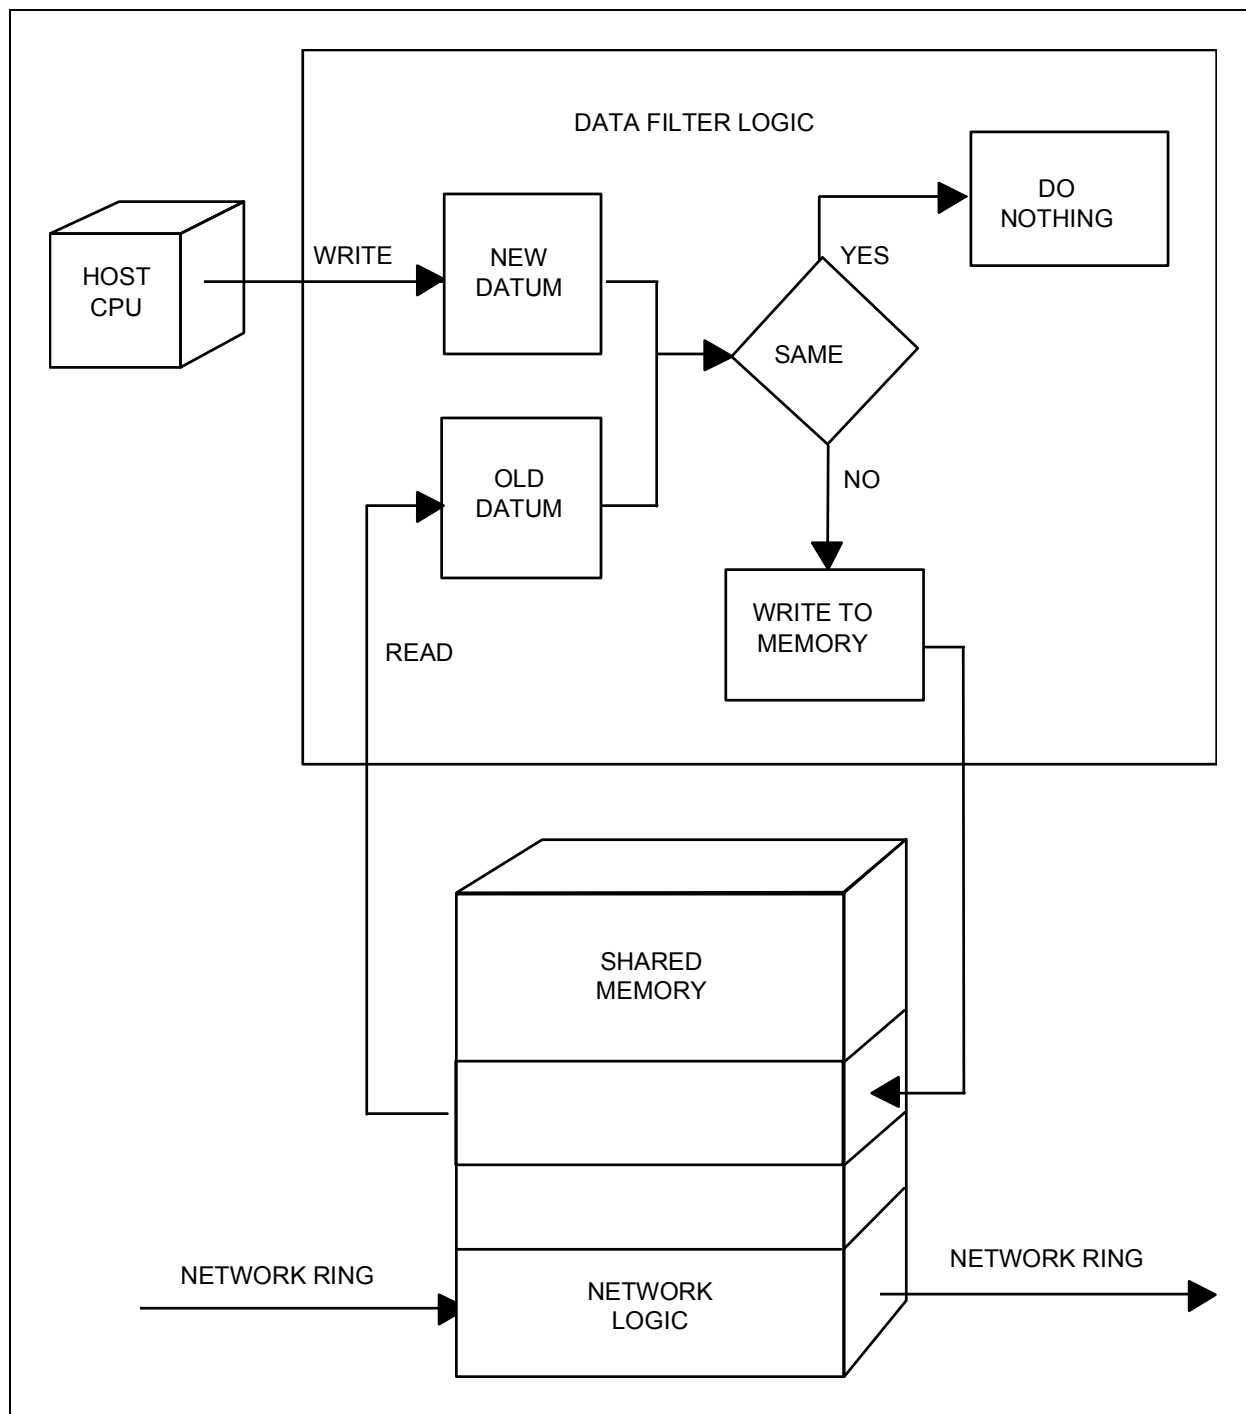 DATA FILTER LOGIC
DO
NOTHING
HOST
CPU
WRITE
NEW
DATUM
YES
SAME
OLD
DATUM
NO
READ
WRITE TO
MEMORY
SHARED
MEMORY
NETWORK RING
NETWORK
LOGIC
NETWORK RING